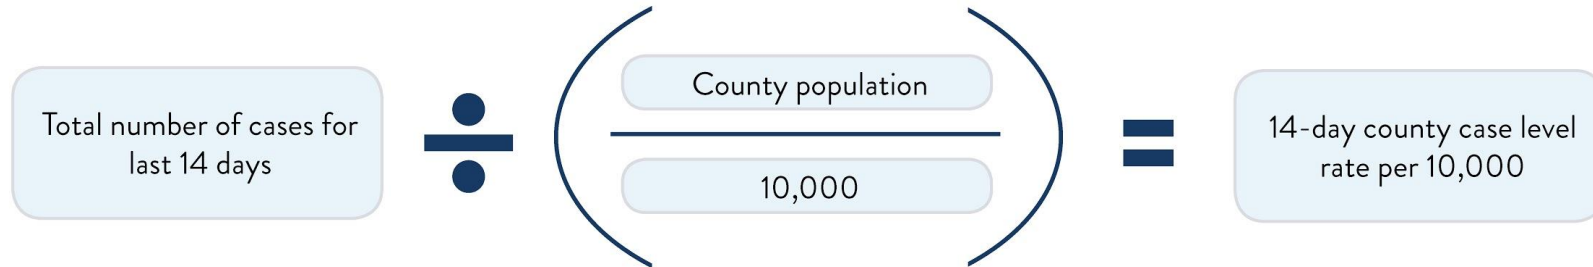 Total number of cases for
last 14 days
÷
County population
10,000
=
14-day county case level
rate per 10,000